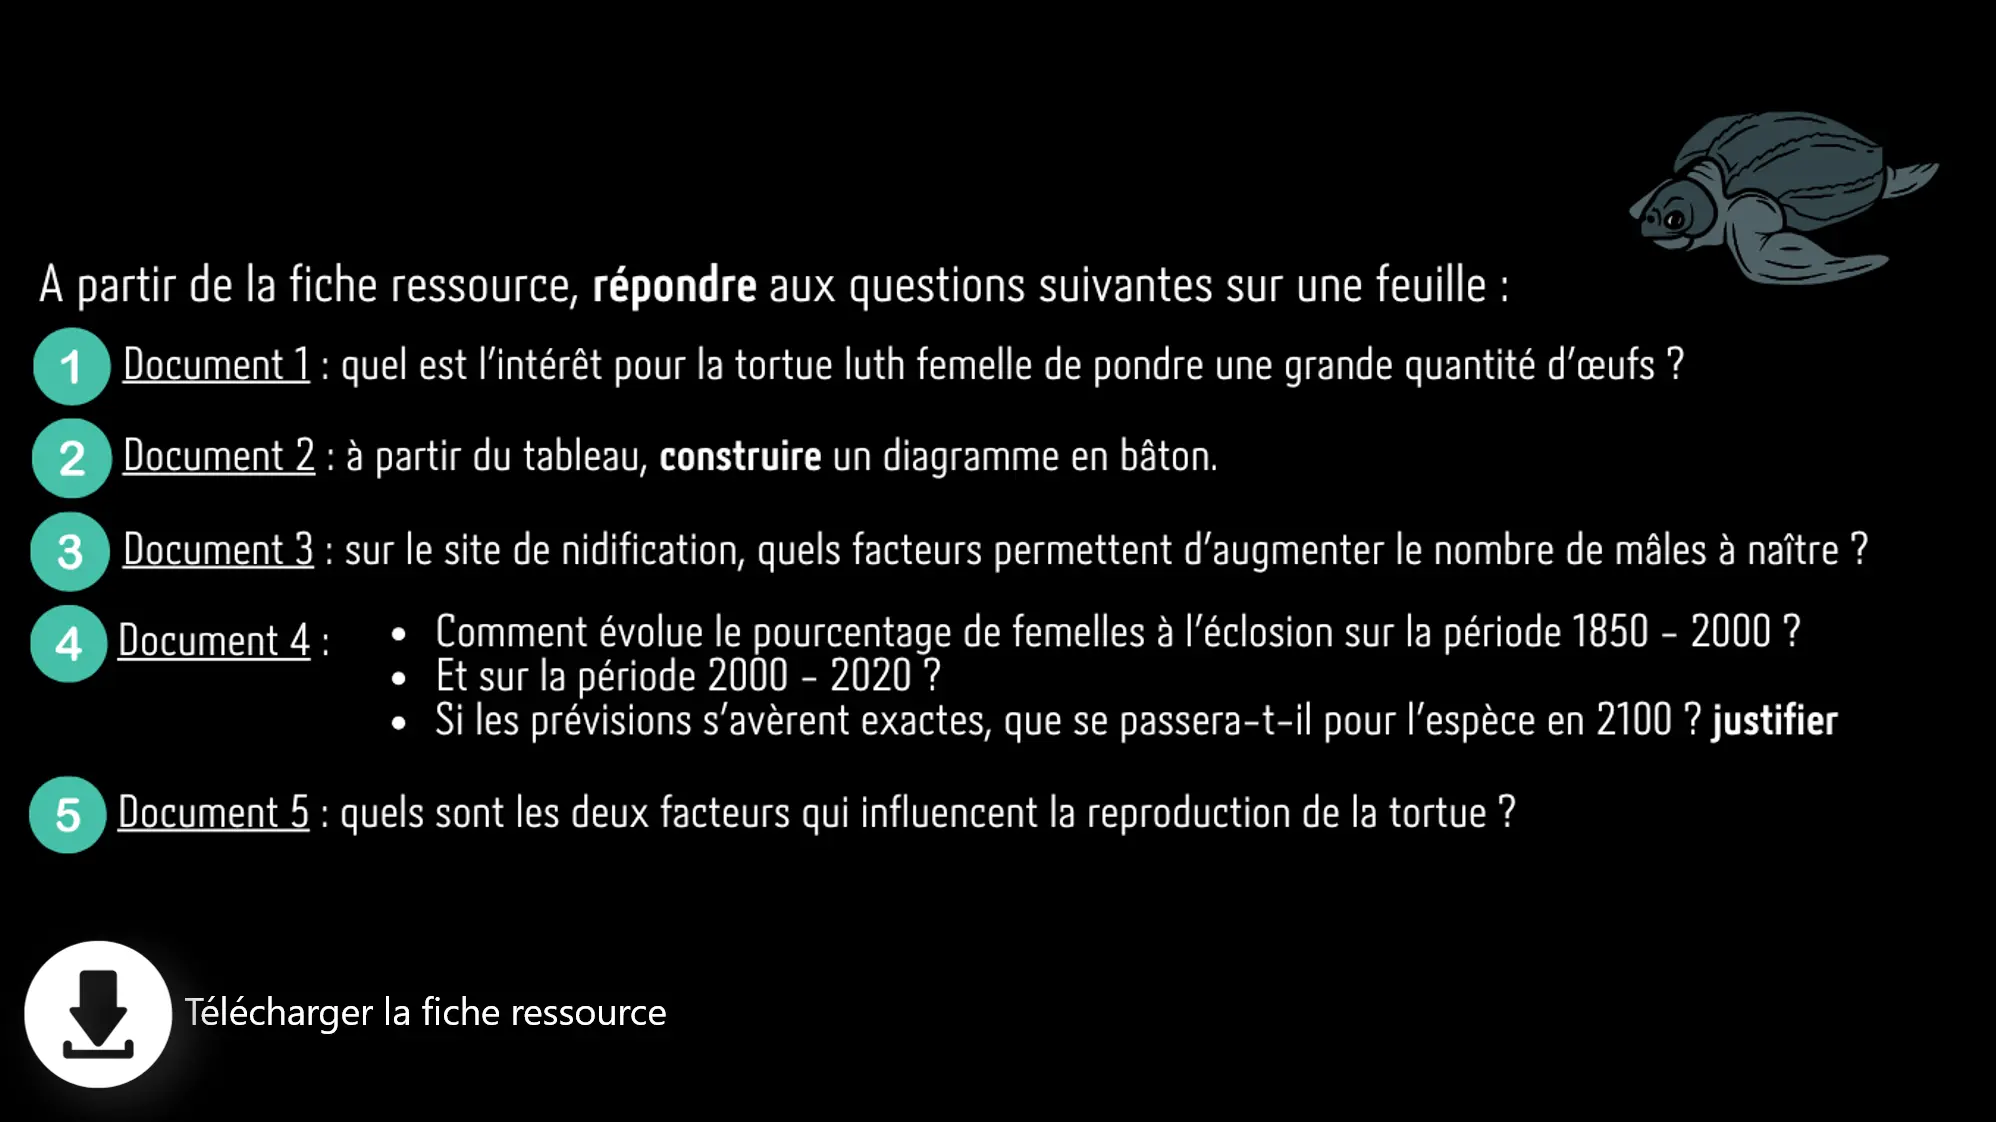 A partir de la fiche ressource, répondre aux questions suivantes sur une feuille :
1 Document 1 : quel est l'intérêt pour la tortue luth femelle de pondre une grande quantité d'œufs ?
2 Document 2 : à partir du tableau, construire un diagramme en bâton.
3 Document 3 : sur le site de nidification, quels facteurs permettent d'augmenter le nombre de mâles à naître ?
4 Document 4 :
• Comment évolue le pourcentage de femelles à l'éclosion sur la période 1850 – 2000 ?
• Et sur la période 2000 – 2020 ?
• Si les prévisions s'avèrent exactes, que se passera-t-il pour l'espèce en 2100 ? justifier
5 Document 5 : quels sont les deux facteurs qui influencent la reproduction de la tortue ?
Télécharger la fiche ressource